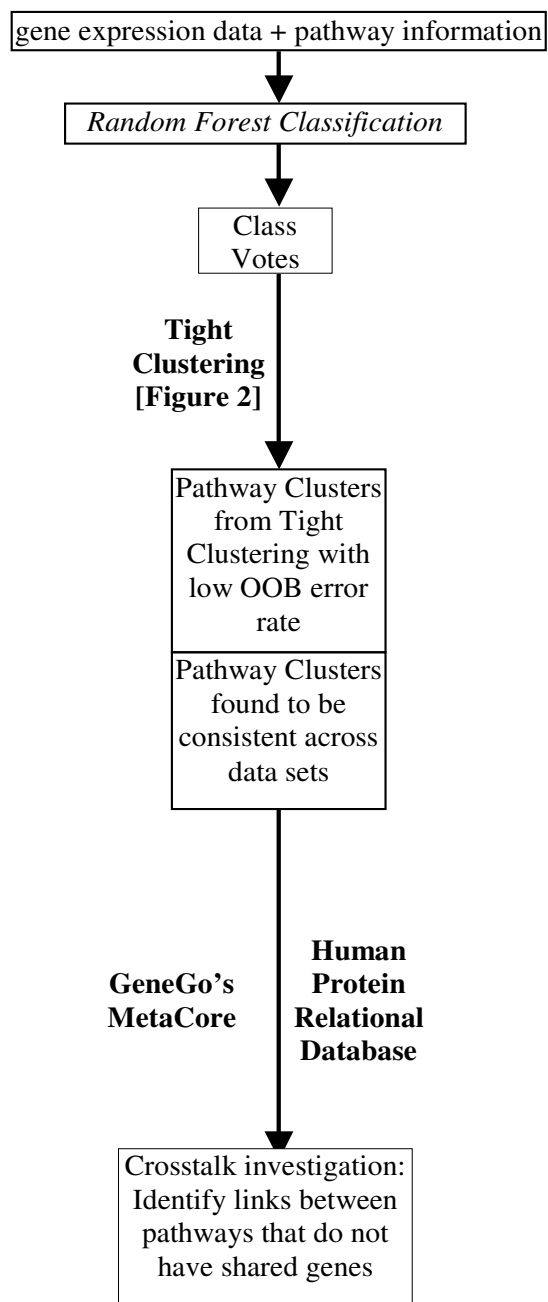 gene expression data + pathway information
Random Forest Classification
Class
Votes
Tight
Clustering
[Figure 2]
Pathway Clusters
from Tight
Clustering with
low OOB error
rate
Pathway Clusters
found to be
consistent across
data sets
GeneGo's
MetaCore
Human
Protein
Relational
Database
Crosstalk investigation:
Identify links between
pathways that do not
have shared genes